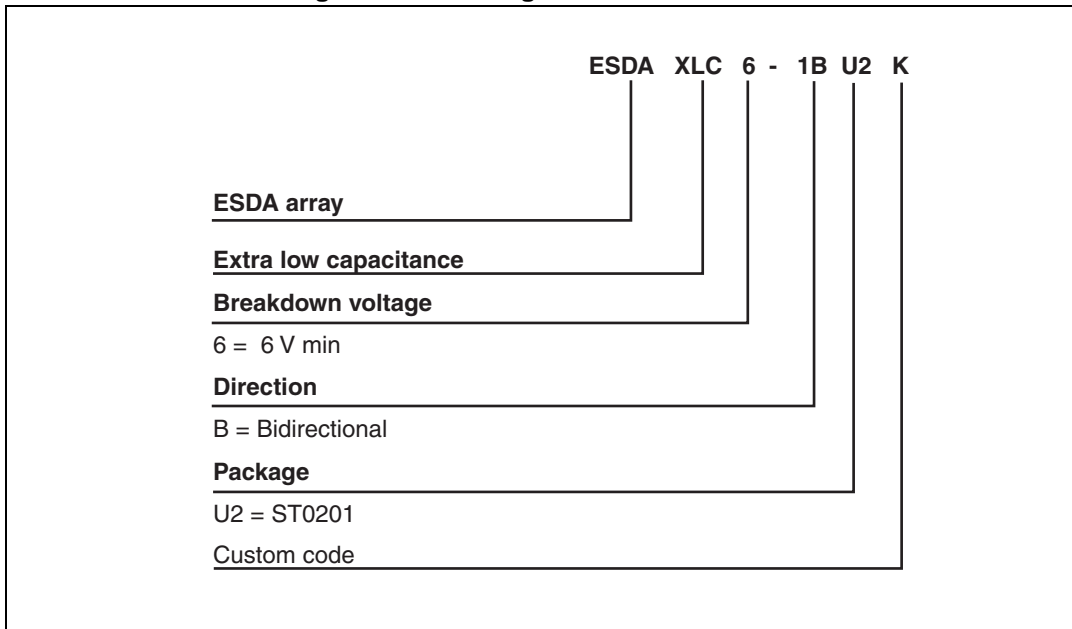 ESDA XLC 6 - 1B U2 K
ESDA array
Extra low capacitance
Breakdown voltage
6 = 6 V min
Direction
B = Bidirectional
Package
U2 = ST0201
Custom code